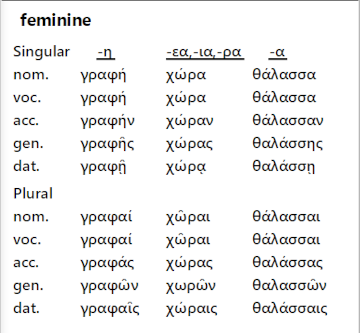 feminine
Singular -η -εα,-ια,-ρα -α
nom. γραφή χώρα θάλασσα
voc. γραφή χώρα θάλασσα
acc. γραφήν χώραν θάλασσαν
gen. γραφῆς χώρας θαλάσσης
dat. γραφῇ χώρᾳ θαλάσσῃ
Plural
nom. γραφαί χῶραι θάλασσαι
voc. γραφαί χῶραι θάλασσαι
acc. γραφάς χώρας θαλάσσας
gen. γραφῶν χωρῶν θαλασσῶν
dat. γραφαῖς χώραις θαλάσσαις